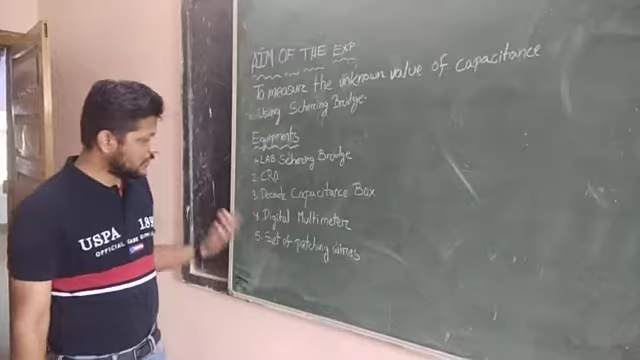 AIM OF THE EXP
To measure the unknown value of capacitance
Using Schering Bridge.
Equipments
1. LAB Schering Bridge
2. CRO
3. Decade Capacitance Box
4. Digital Multimeter
5. Set of patching wires
USPA 189
OFFICIAL